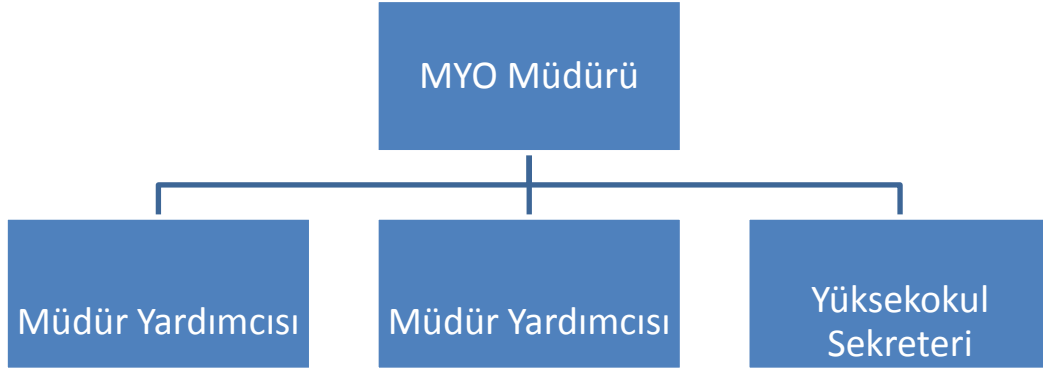 MYO Müdürü
Müdür Yardımcısı
Müdür Yardımcısı
Yüksekokul
Sekreteri